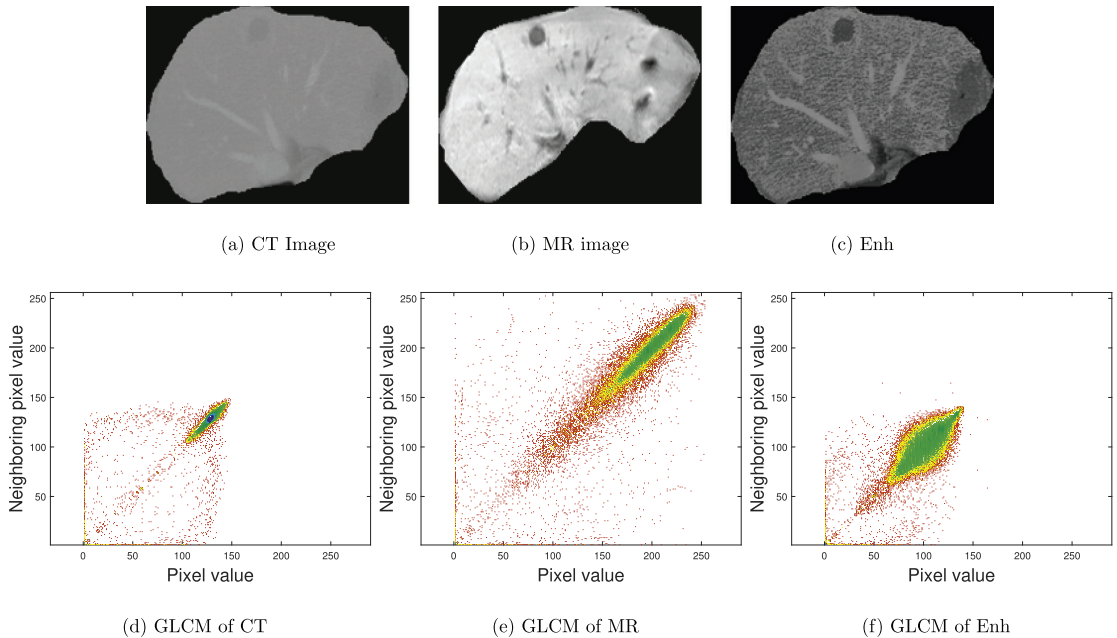 (a) CT Image
(b) MR image
(c) Enh
Neighboring pixel value
250
200
150
100
50
0
50
100
150
200
250
Pixel value
Neighboring pixel value
250
200
150
100
50
0
50
100
150
200
250
Pixel value
Neighboring pixel value
250
200
150
100
50
0
50
100
150
200
250
Pixel value
(d) GLCM of CT
(e) GLCM of MR
(f) GLCM of Enh